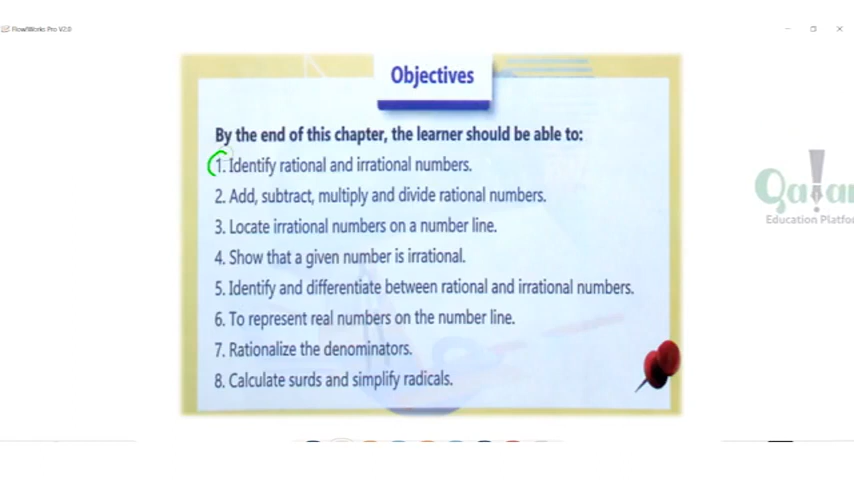 FlowWorks Pro V2.0
Objectives
By the end of this chapter, the learner should be able to:
1. Identify rational and irrational numbers.
2. Add, subtract, multiply and divide rational numbers.
3. Locate irrational numbers on a number line.
4. Show that a given number is irrational.
5. Identify and differentiate between rational and irrational numbers.
6. To represent real numbers on the number line.
7. Rationalize the denominators.
8. Calculate surds and simplify radicals.
Education Platfo